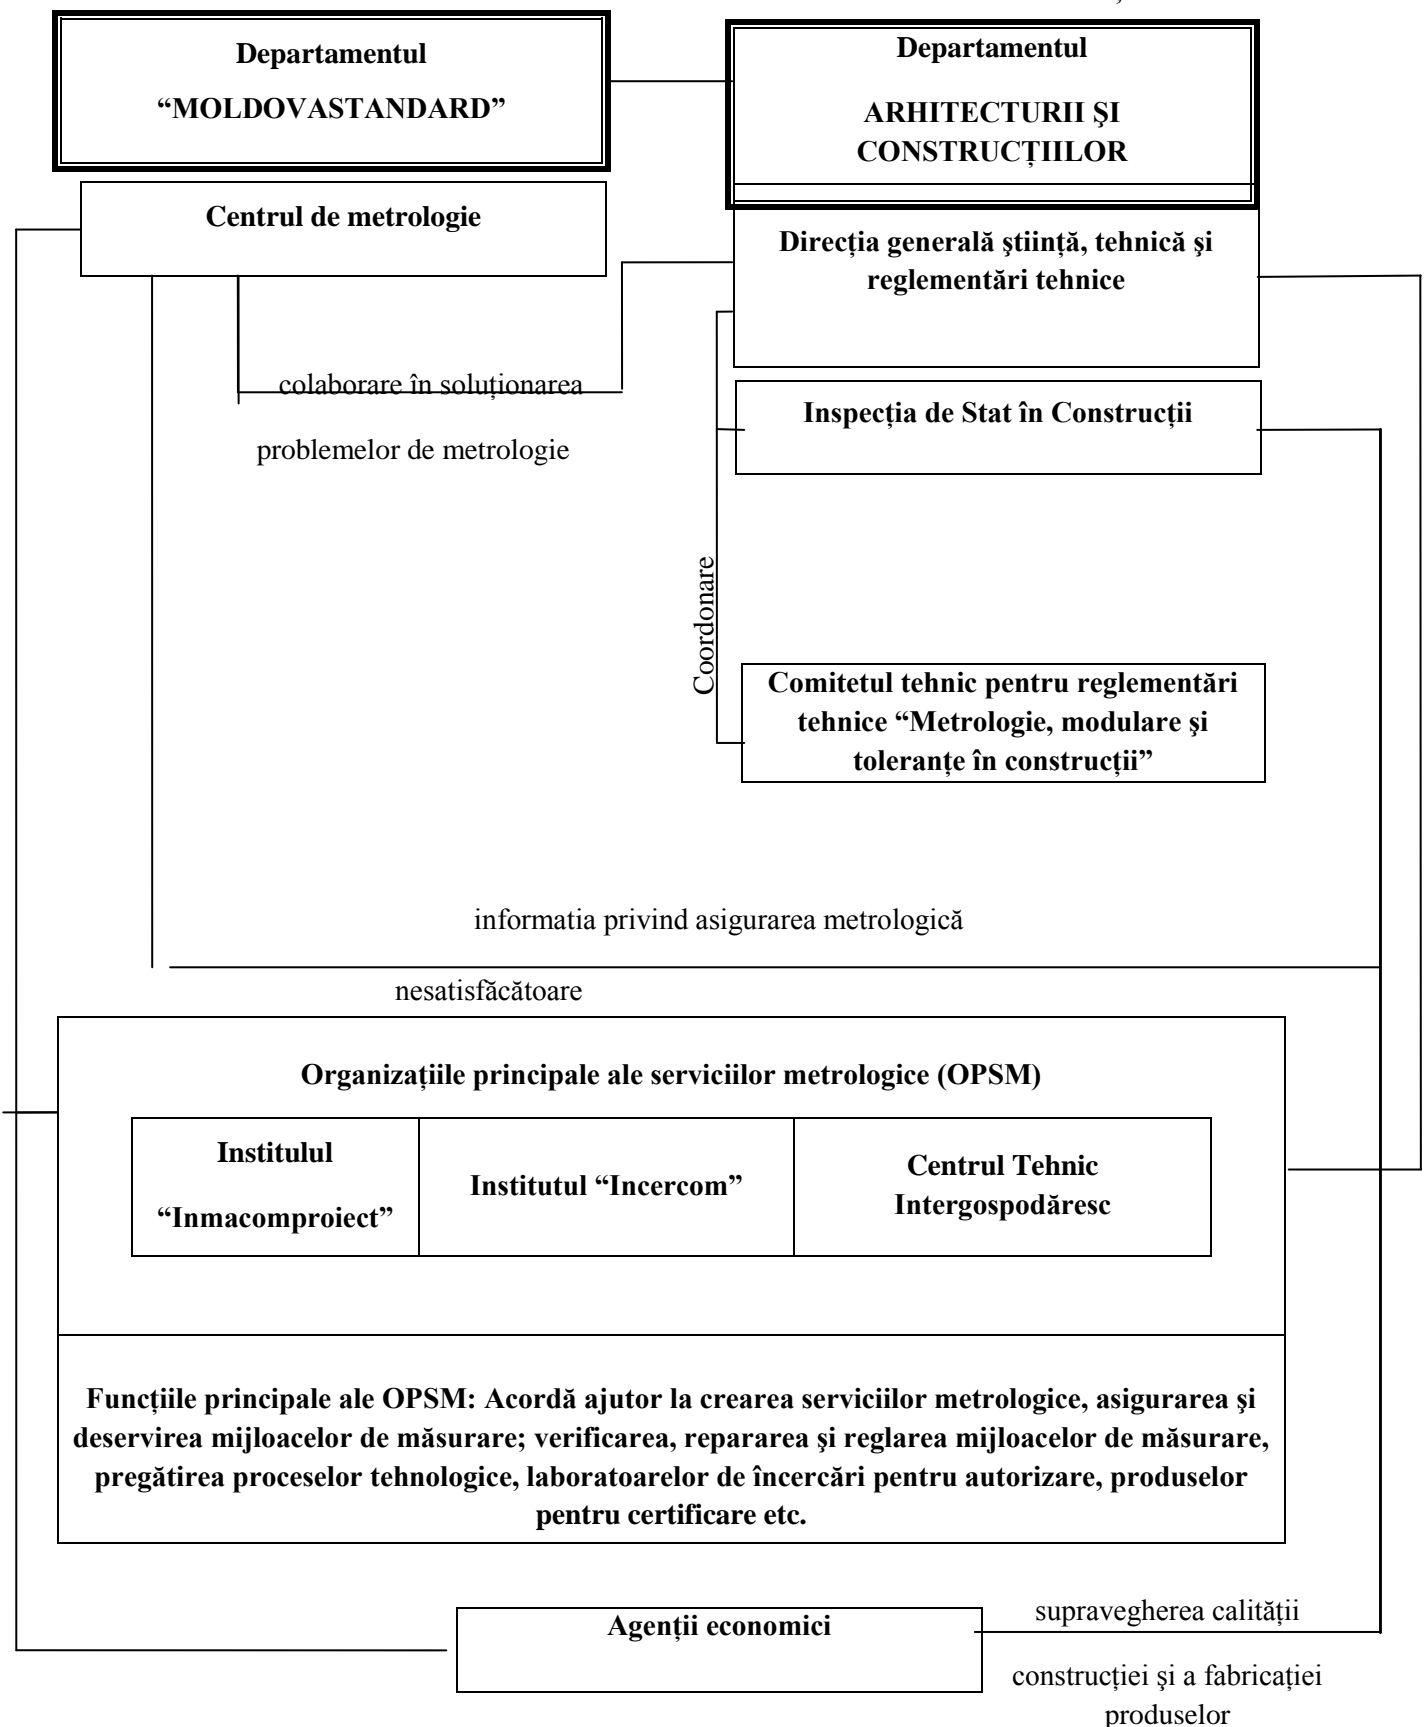 Departamentul
“MOLDOVASTANDARD”
Departamentul
ARHITECTURII ŞI
CONSTRUCȚIILOR
Centrul de metrologie
Direcția generală ştiință, tehnică şi
reglementări tehnice
colaborare în soluționarea
problemelor de metrologie
Inspecția de Stat în Construcții
Coordonare
Comitetul tehnic pentru reglementări
tehnice “Metrologie, modulare şi
toleranțe în construcții”
informatia privind asigurarea metrologică
nesatisfăcătoare
Organizațiile principale ale serviciilor metrologice (OPSM)
Institulul
“Inmacomproiect”
Institutul “Incercom”
Centrul Tehnic
Intergospodăresc
Funcțiile principale ale OPSM: Acordă ajutor la crearea serviciilor metrologice, asigurarea şi
deservirea mijloacelor de măsurare; verificarea, repararea şi reglarea mijloacelor de măsurare,
pregătirea proceselor tehnologice, laboratoarelor de încercări pentru autorizare, produselor
pentru certificare etc.
Agenții economici
supravegherea calității
construcției şi a fabricației
produselor